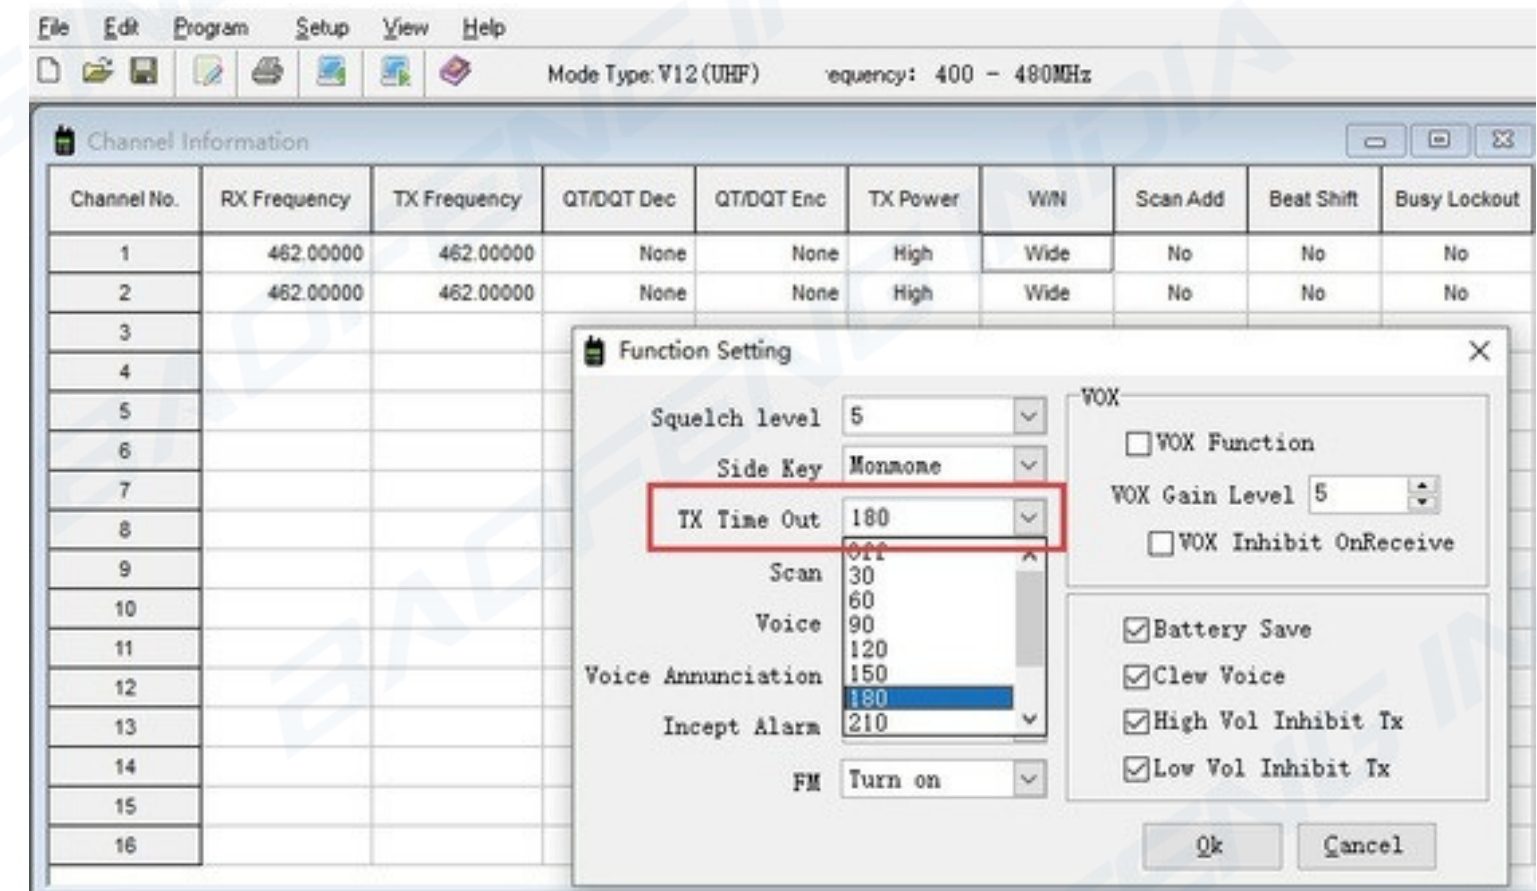 File Edit Program Setup View Help
Mode Type: V12 (UHF) equency: 400 - 480MHz
Channel Information
Channel No. RX Frequency TX Frequency QT/DQT Dec QT/DQT Enc TX Power W/N Scan Add Beat Shift Busy Lockout
1 462.00000 462.00000 None None High Wide No No No
2 462.00000 462.00000 None None High Wide No No No
3
4
5
6
7
8
9
10
11
12
13
14
15
16
Function Setting
Squelch level 5
Side Key Monmome
TX Time Out 180
Off
30
60
90
120
150
180
210
Scan
Voice
Voice Annunciation
Incept Alarm
FM Turn on
VOX
VOX Function
VOX Gain Level 5
VOX Inhibit OnReceive
Battery Save
Clew Voice
High Vol Inhibit Tx
Low Vol Inhibit Tx
Ok Cancel
BAOFENG INDIA